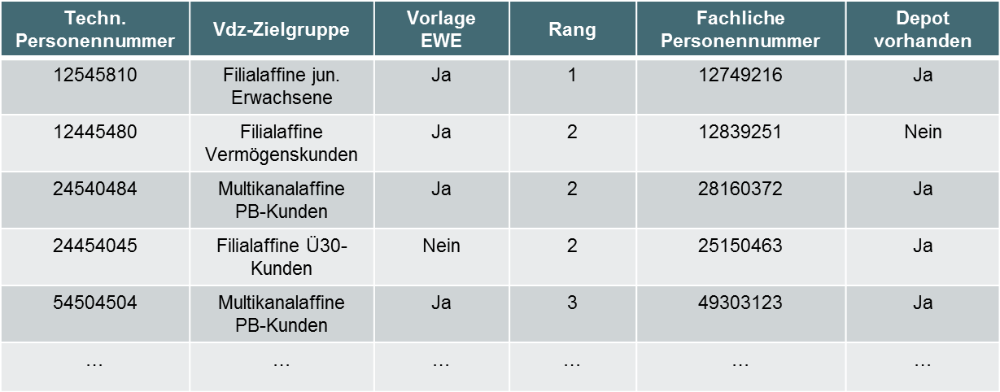 Techn. Personennummer Vdz-Zielgruppe Vorlage EWE Rang Fachliche Personennummer Depot vorhanden
12545810 Filialaffine jun. Erwachsene Ja 1 12749216 Ja
12445480 Filialaffine Vermögenskunden Ja 2 12839251 Nein
24540484 Multikanalaffine PB-Kunden Ja 2 28160372 Ja
24454045 Filialaffine Ü30-Kunden Nein 2 25150463 Ja
54504504 Multikanalaffine PB-Kunden Ja 3 49303123 Ja
… … … … … …